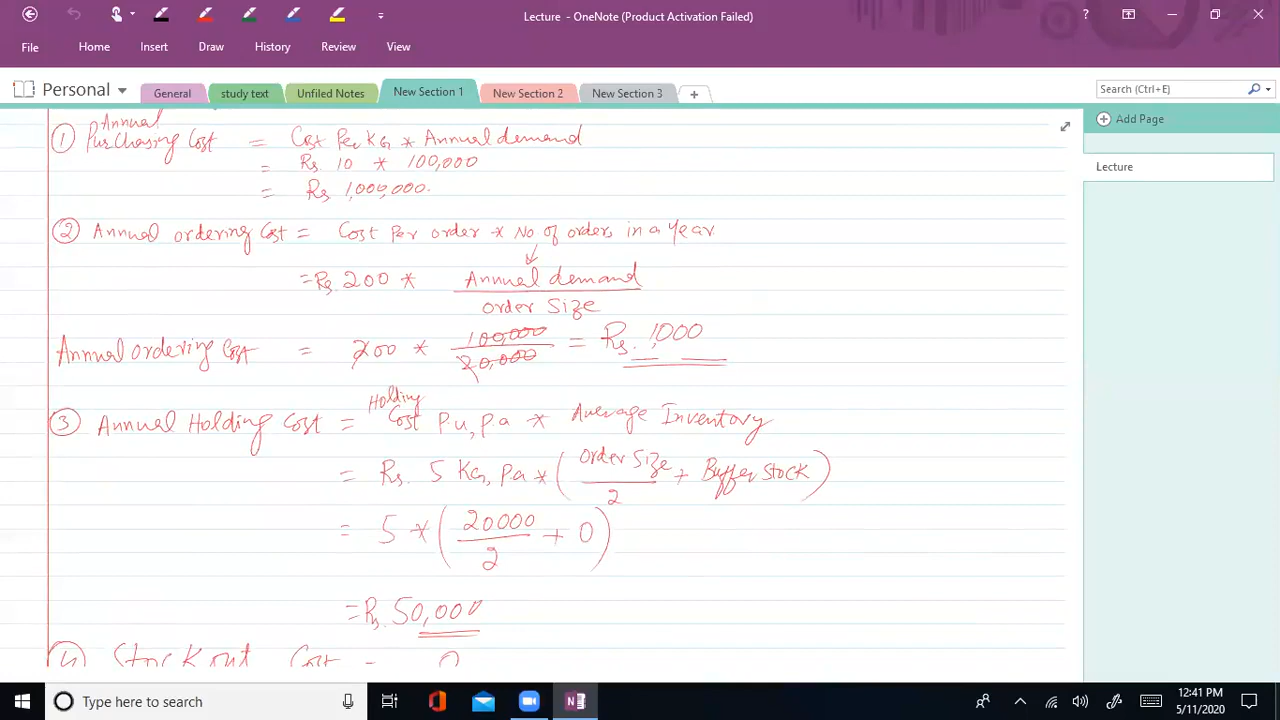 Lecture - OneNote (Product Activation Failed)
File Home Insert Draw History Review View
Personal General study text Unfiled Notes New Section 1 New Section 2 New Section 3 Search (Ctrl+E)
Add Page
Lecture
Annual
① Purchasing Cost = Cost Per KG * Annual demand
= Rs. 10 * 100,000
= Rs 1,000,000.
② Annual ordering Cost = Cost Per order * No of orders in a Year
= Rs. 200 * Annual demand
order Size
Annual ordering Cost = 200 * 100,000 = Rs. 1,000
20,000
Holding
③ Annual Holding Cost = Cost P.u, P.a * Average Inventory
= Rs. 5 KG, P.a * (order Size + Buffer Stock)
2
= 5 * (20000 + 0)
2
= Rs. 50,000
④ Stock out Cost = 0
Type here to search
12:41 PM
5/11/2020